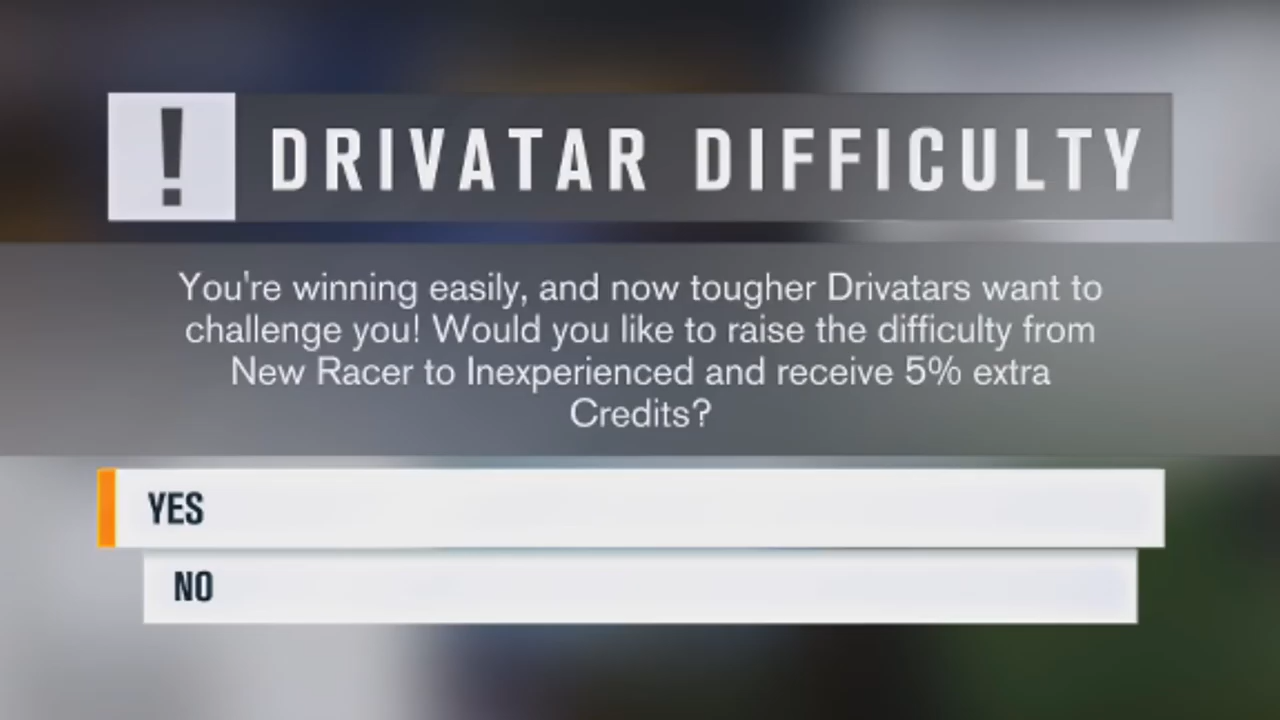 ! DRIVATAR DIFFICULTY
You're winning easily, and now tougher Drivatars want to
challenge you! Would you like to raise the difficulty from
New Racer to Inexperienced and receive 5% extra
Credits?
YES
NO